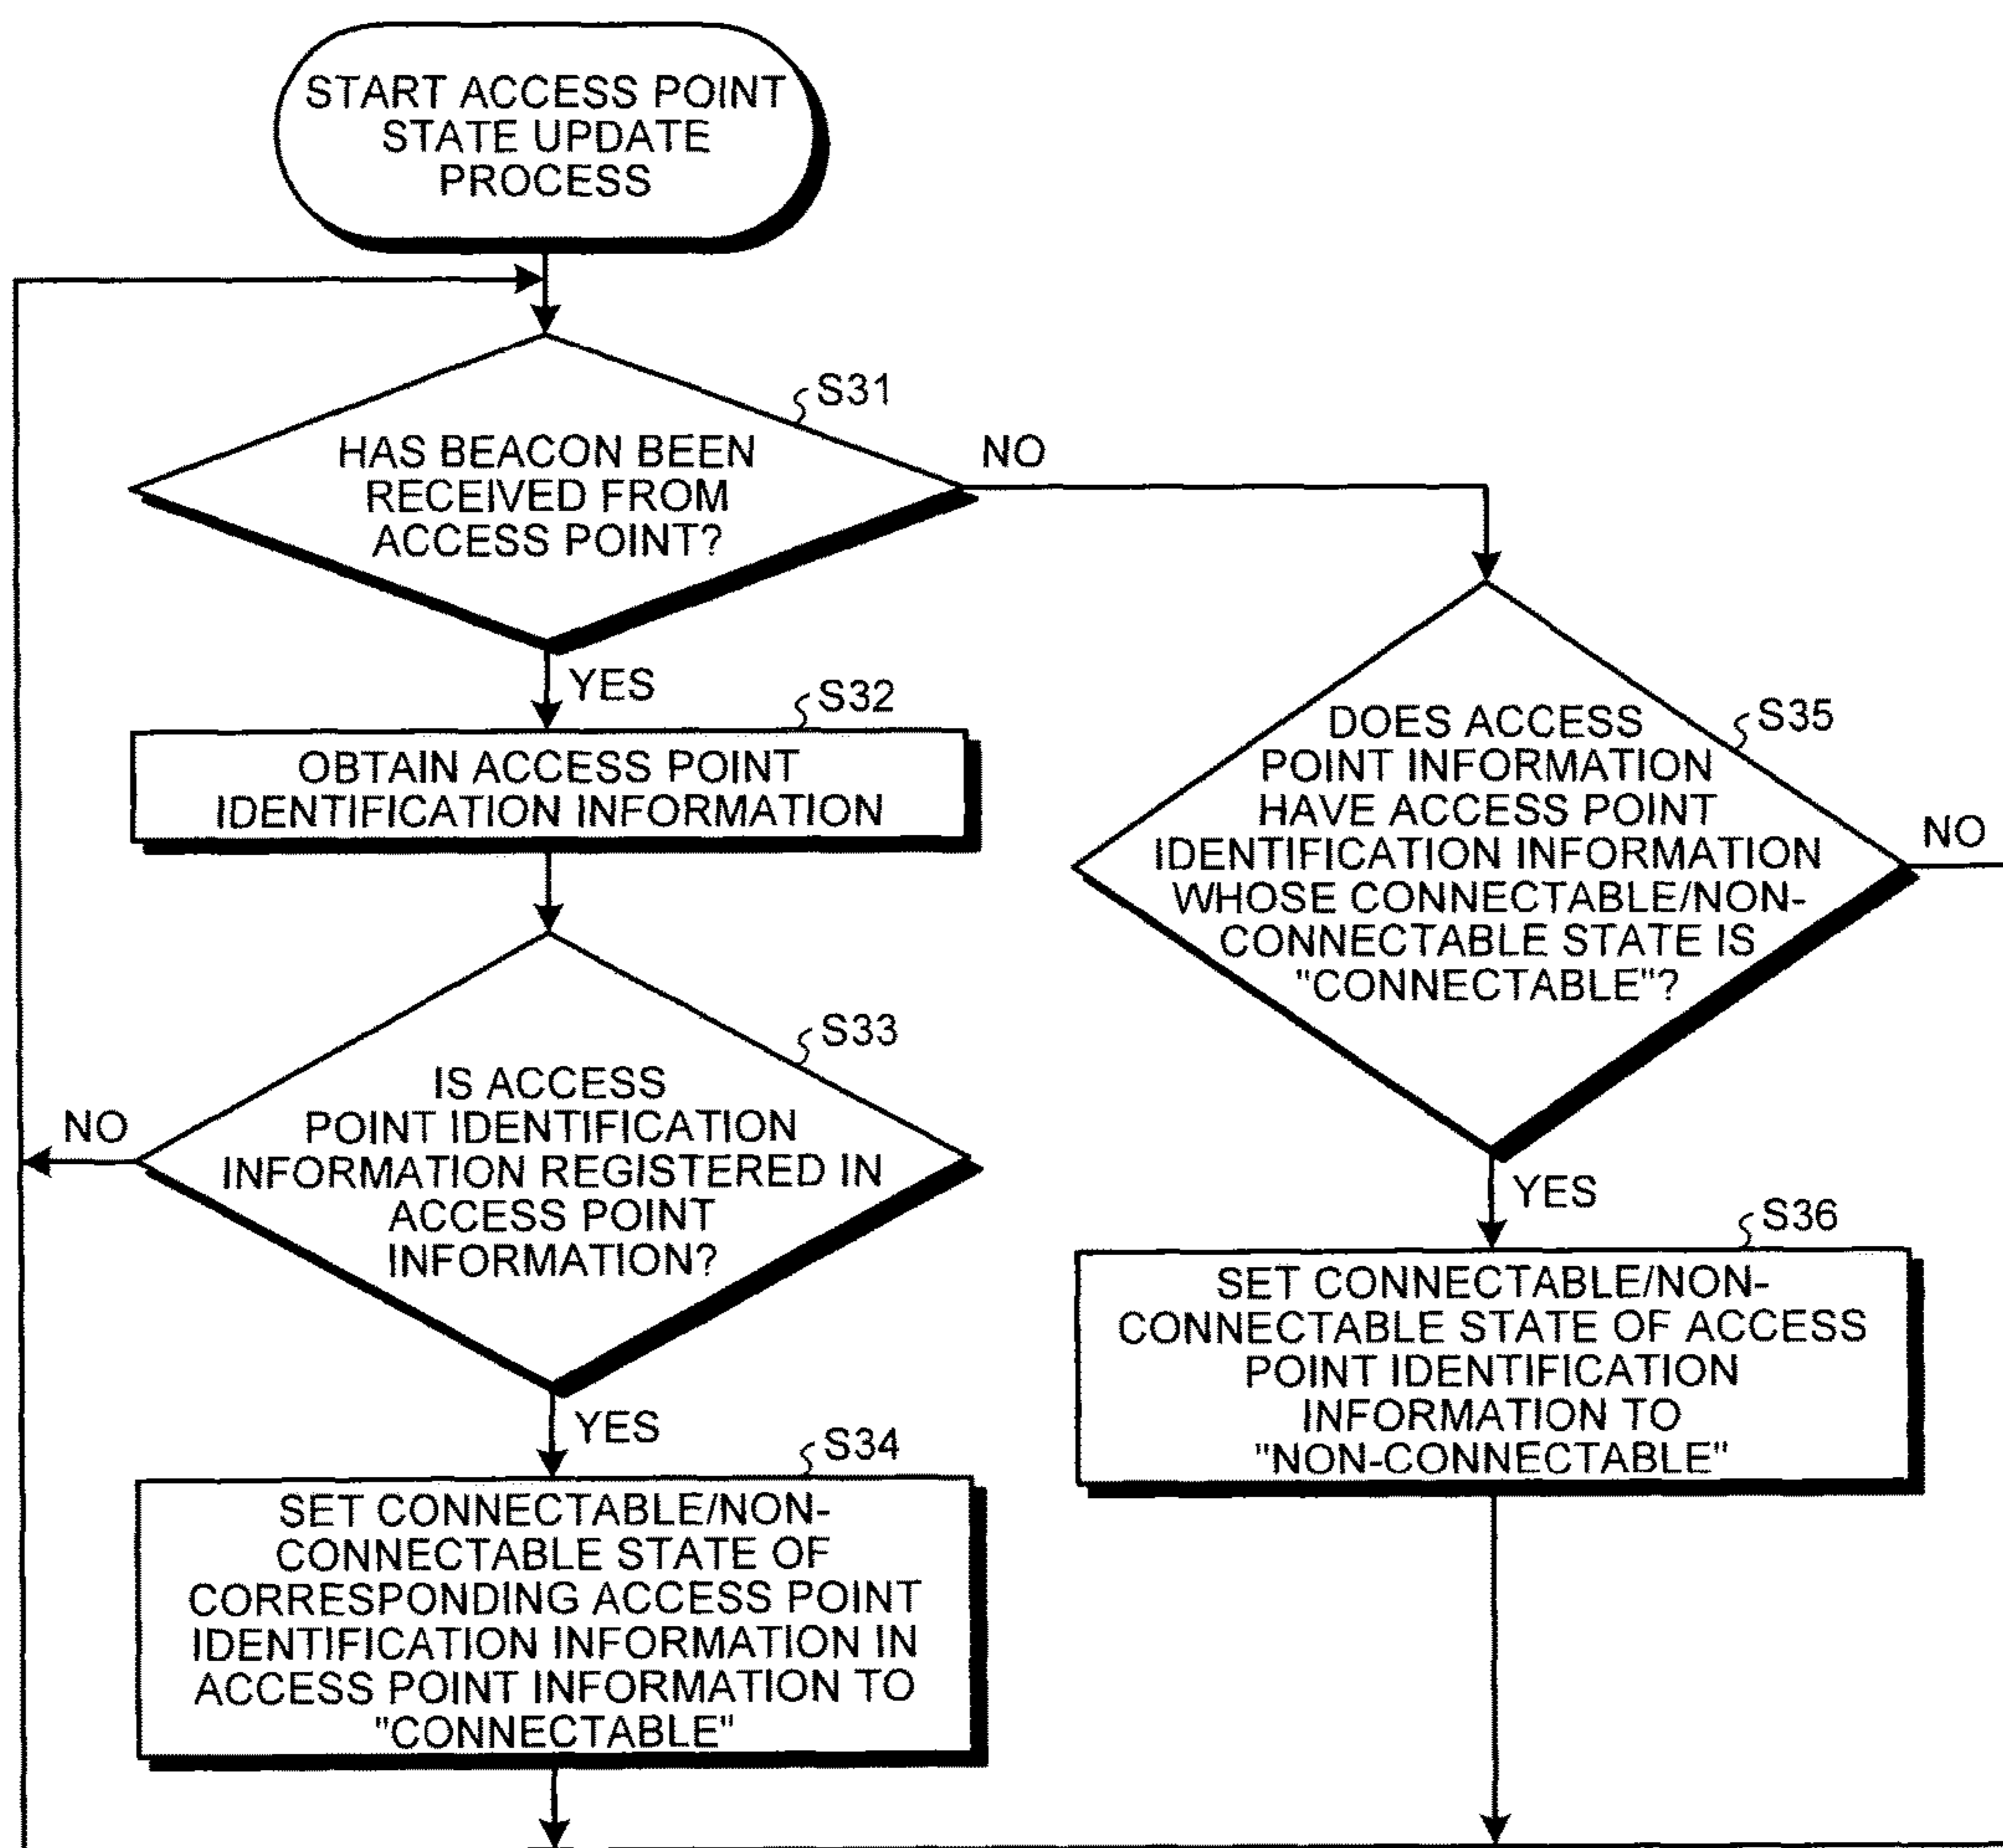 START ACCESS POINT
STATE UPDATE
PROCESS
S31
HAS BEACON BEEN
RECEIVED FROM
ACCESS POINT?
NO
YES
S32
OBTAIN ACCESS POINT
IDENTIFICATION INFORMATION
S33
IS ACCESS
POINT IDENTIFICATION
INFORMATION REGISTERED IN
ACCESS POINT
INFORMATION?
NO
YES
S34
SET CONNECTABLE/NON-
CONNECTABLE STATE OF
CORRESPONDING ACCESS POINT
IDENTIFICATION INFORMATION IN
ACCESS POINT INFORMATION TO
"CONNECTABLE"
S35
DOES ACCESS
POINT INFORMATION
HAVE ACCESS POINT
IDENTIFICATION INFORMATION
WHOSE CONNECTABLE/NON-
CONNECTABLE STATE IS
"CONNECTABLE"?
NO
YES
S36
SET CONNECTABLE/NON-
CONNECTABLE STATE OF ACCESS
POINT IDENTIFICATION
INFORMATION TO
"NON-CONNECTABLE"